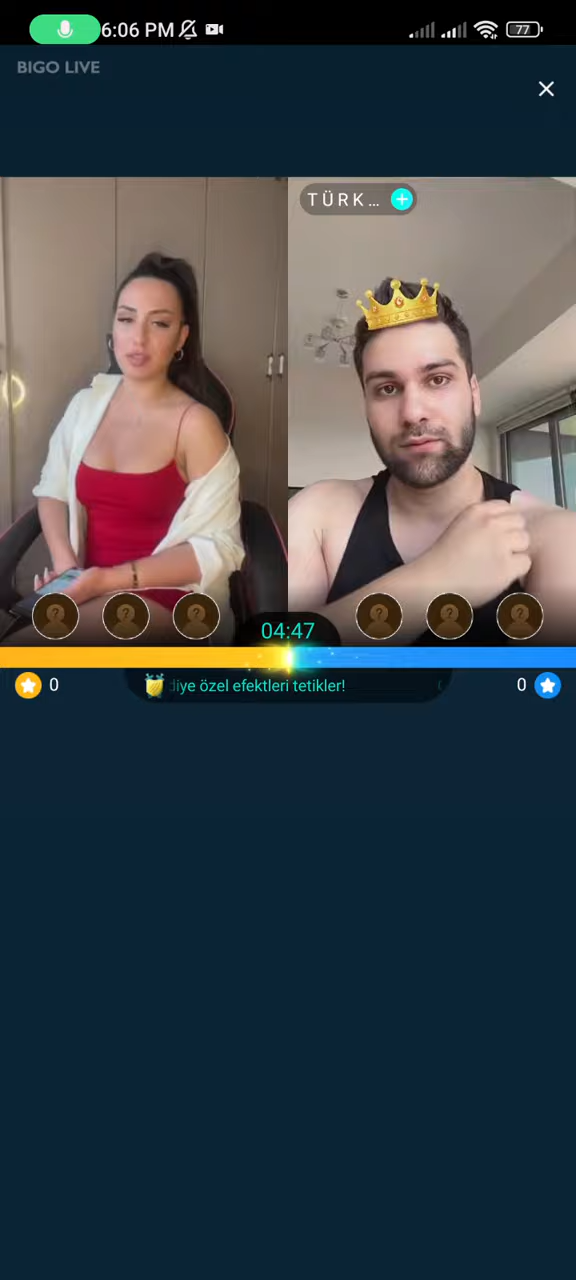 6:06 PM
77
BIGO LIVE
TÜRK...
04:47
0
diye özel efektleri tetikler!
0